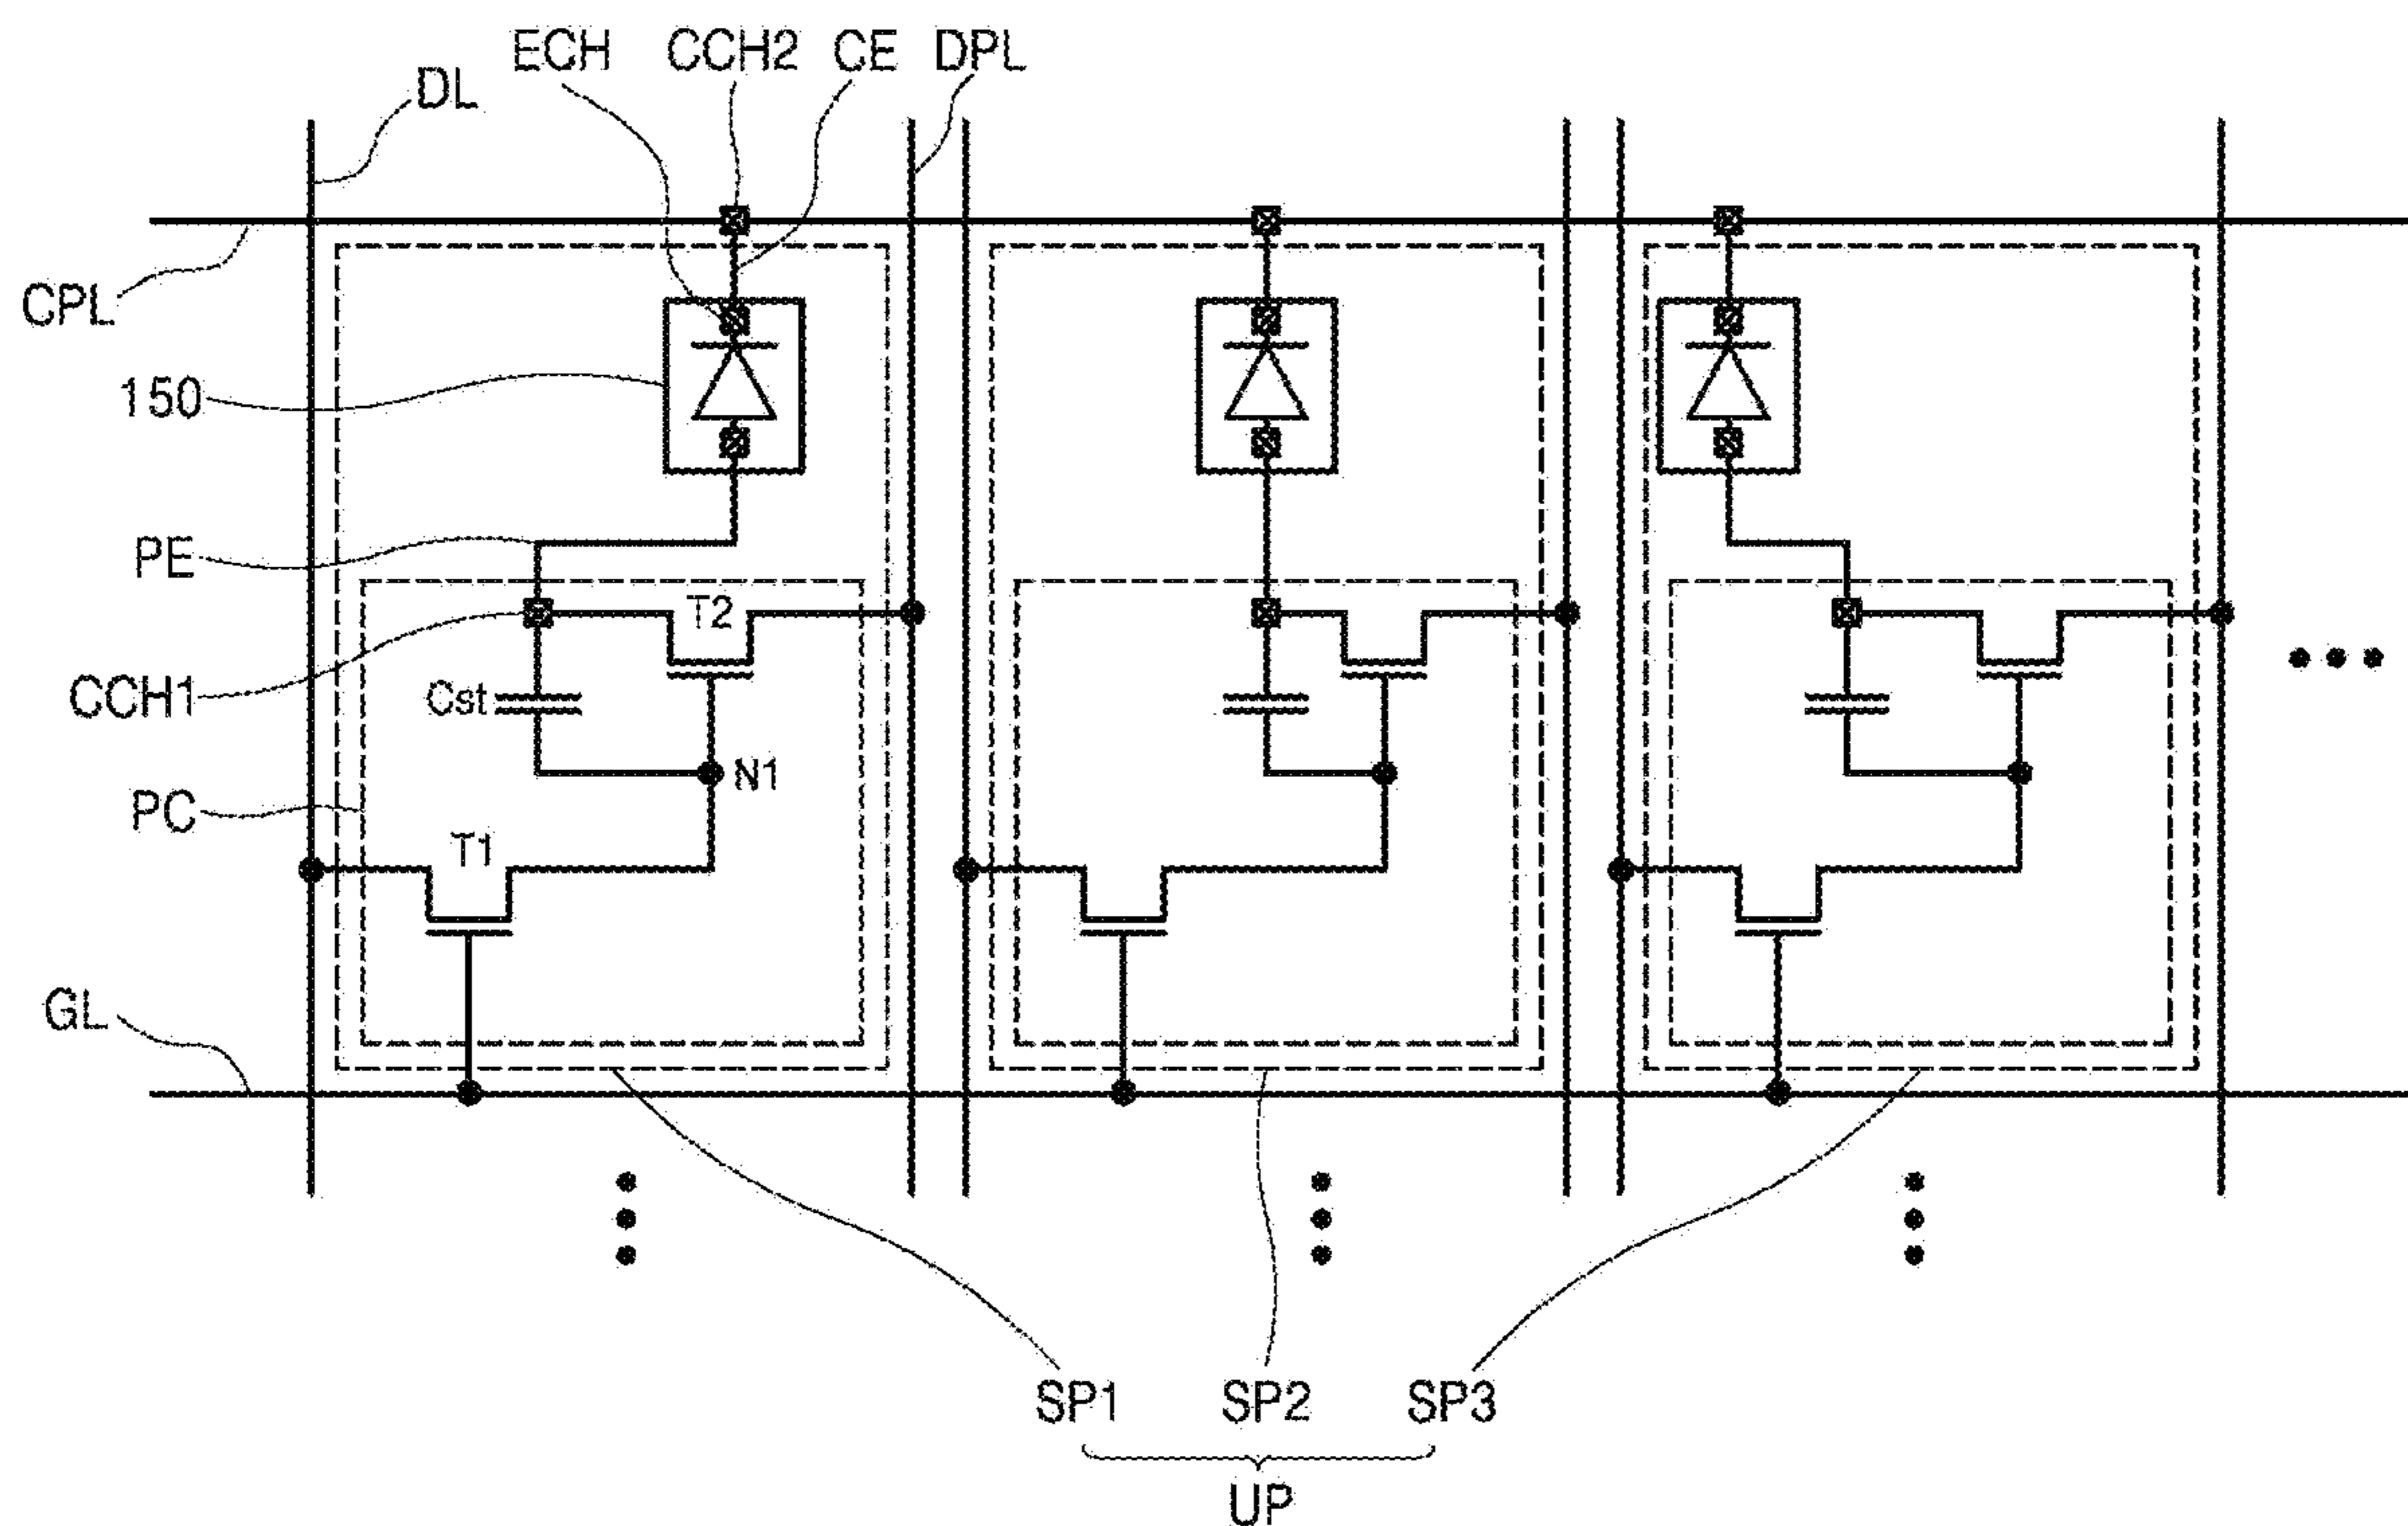 ECH CCH2 CE DPL
DL
CPL
150
PE
T2
CCH1
Cst
N1
PC
T1
GL
SP1 SP2 SP3
UP